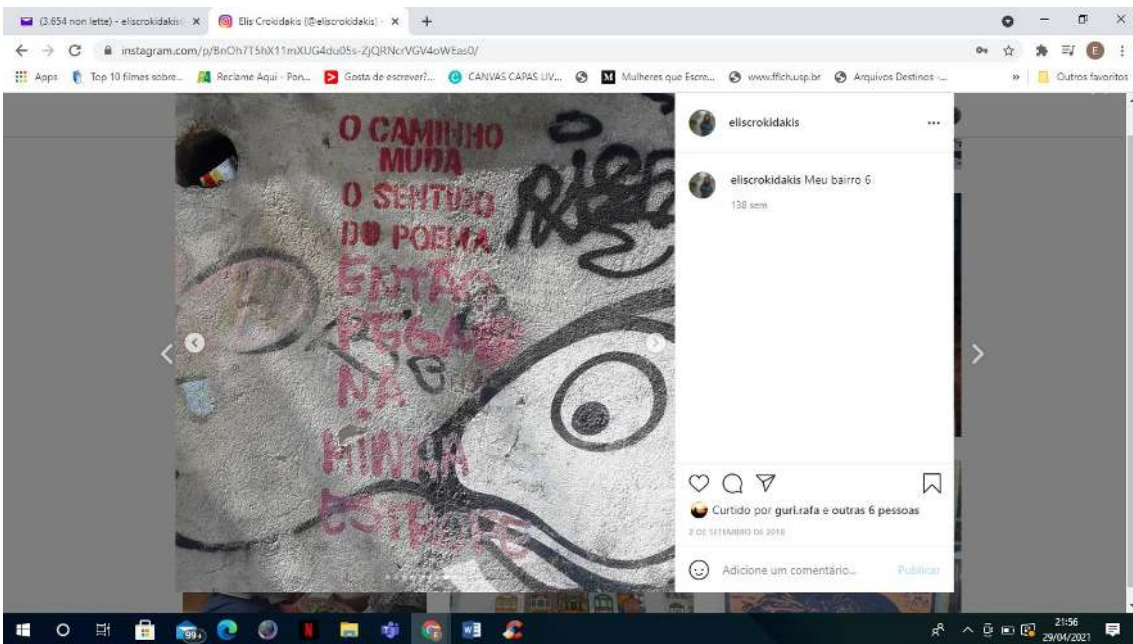 (3.654 non lette) - eliscrokidakis
Elis Crokidakis (@eliscrokidakis)
instagram.com/p/BnOh7T5hX11mXUG4du05s-ZjQRNcrVGV4oWEas0/
Apps
Top 10 filmes sobre...
Reclame Aqui - Pon...
Gosta de escrever?...
CANVAS CAPAS LIV...
Mulheres que Escre...
www.fflch.usp.br
Arquivos Destinos -...
Outros favoritos
O CAMINHO
MUDA
O SENTIDO
DO POEMA
ENTÃO
NA
MINHA
eliscrokidakis
eliscrokidakis Meu bairro 6
138 sem
Curtido por guri.rafa e outras 6 pessoas
2 DE SETEMBRO DE 2018
Adicione um comentário...
Publicar
99+
21:56
29/04/2021